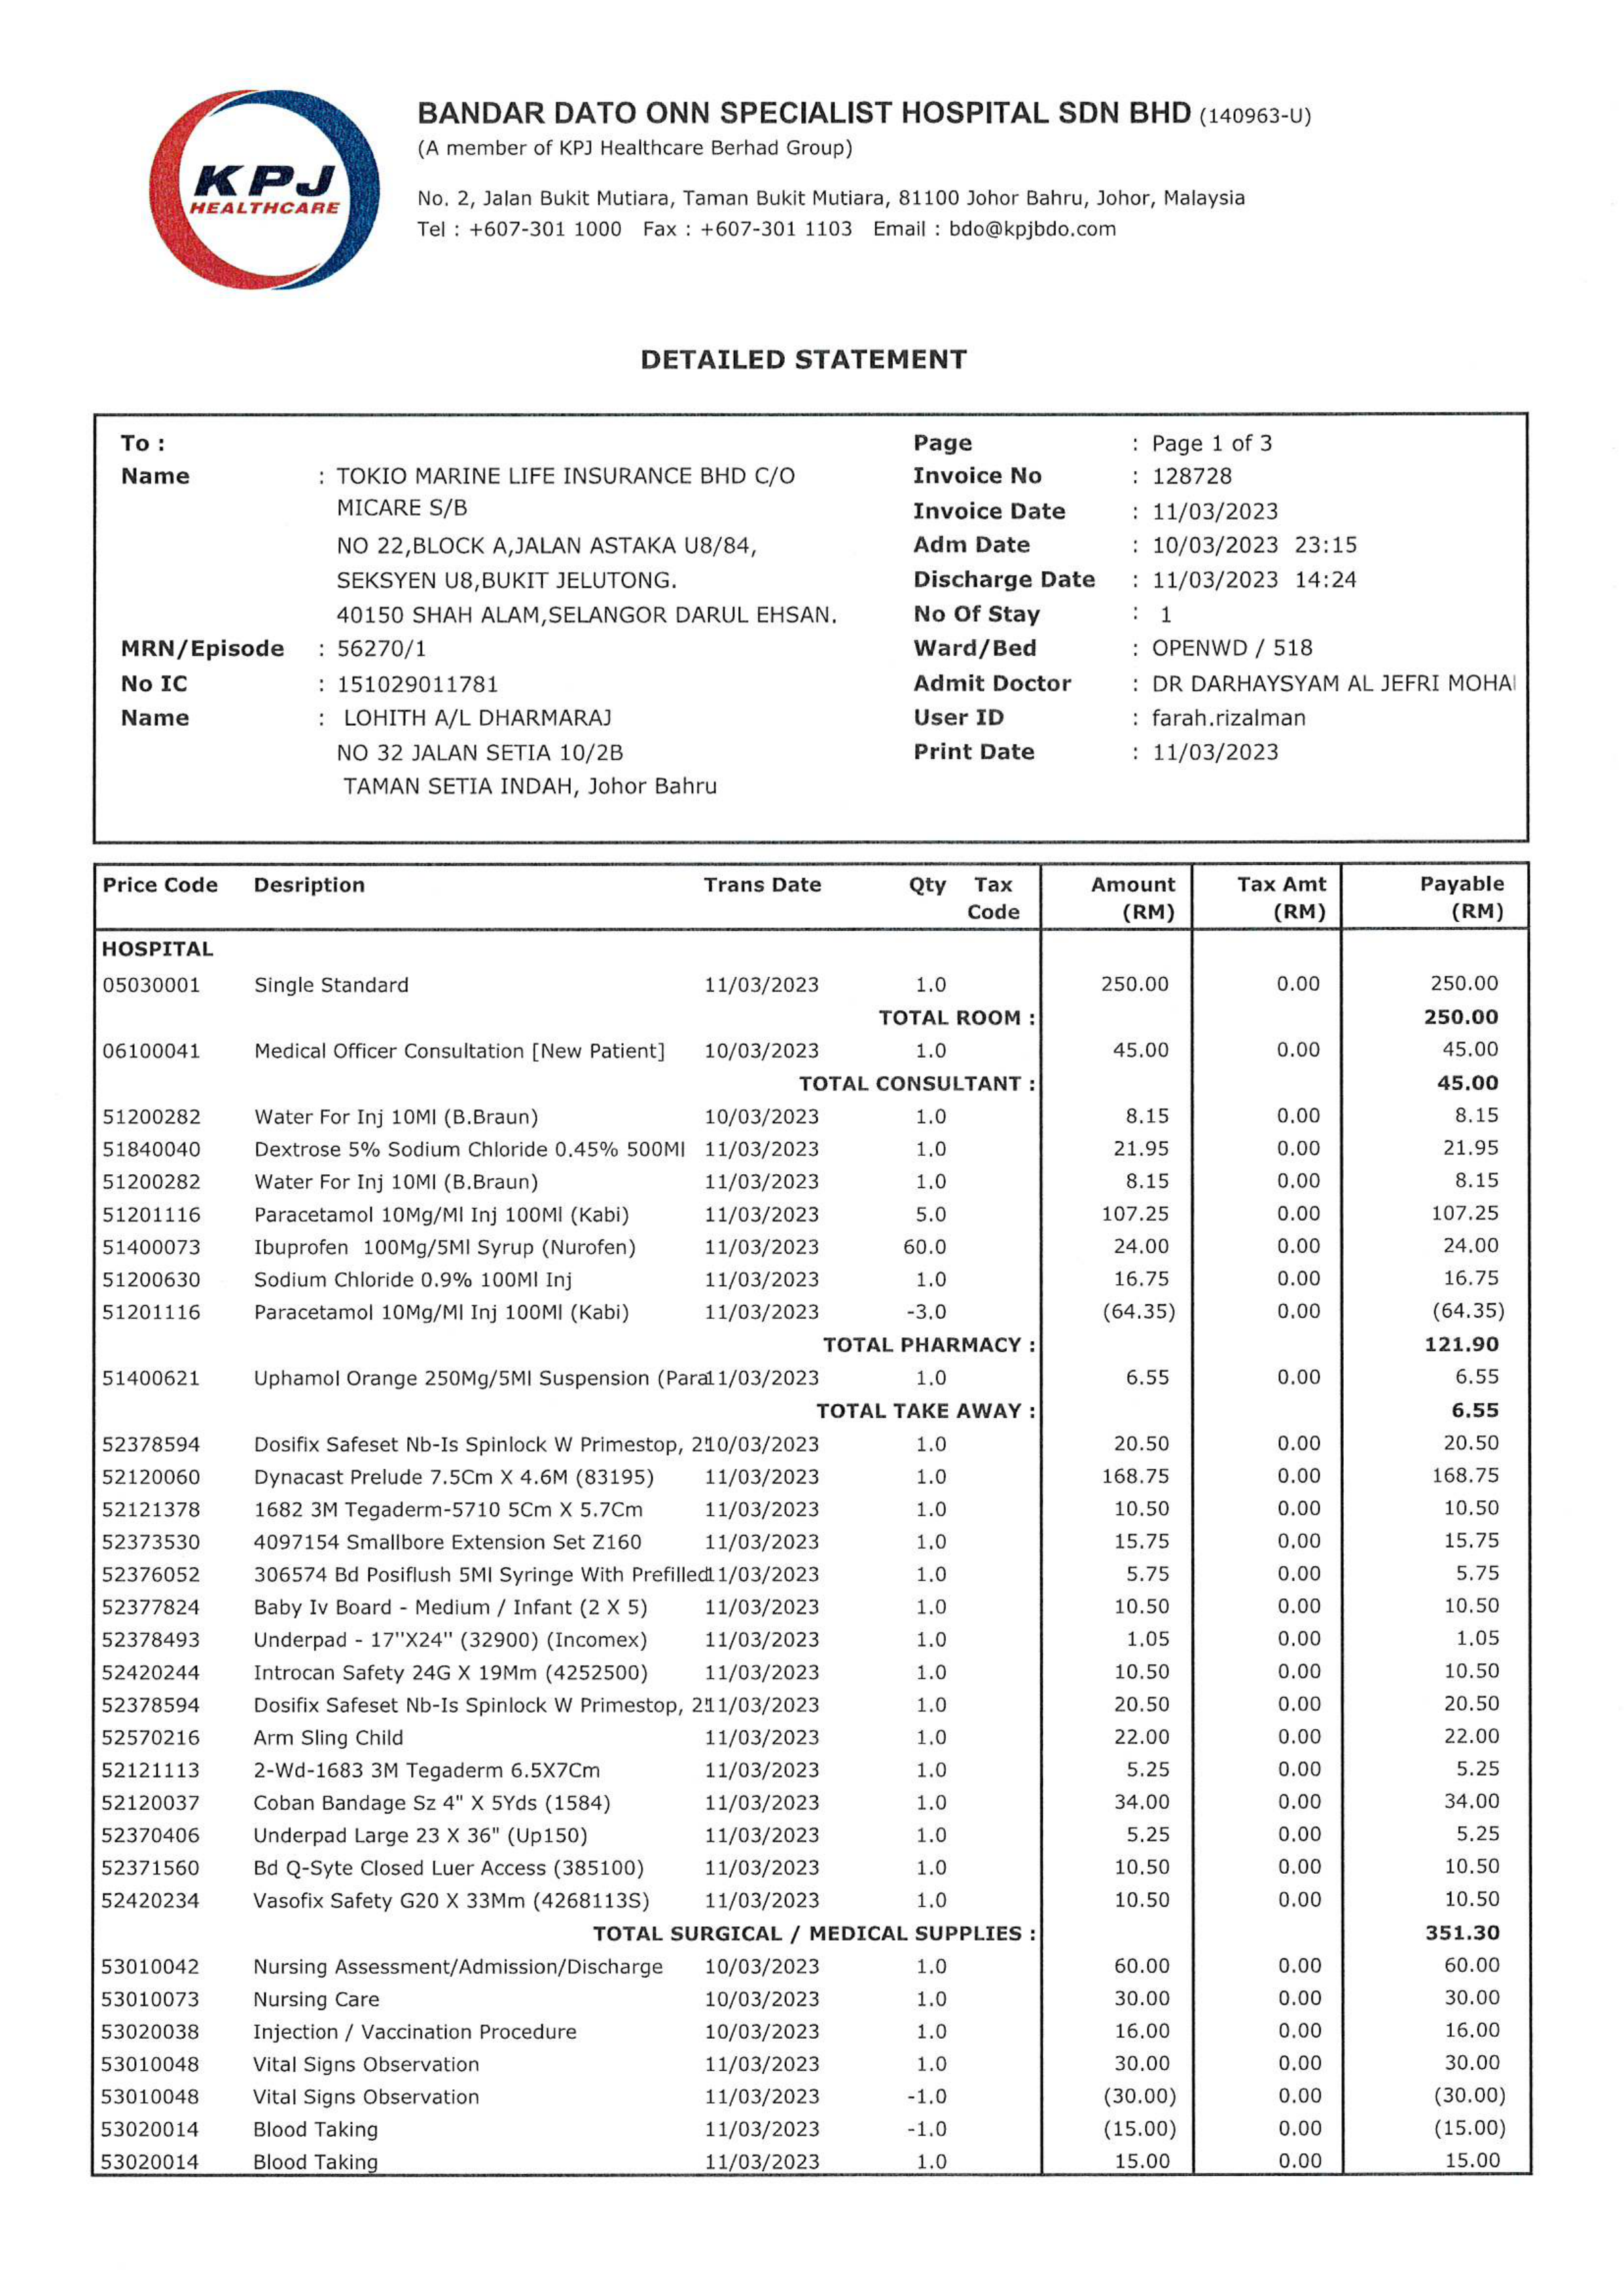 KPJ
HEALTHCARE
BANDAR DATO ONN SPECIALIST HOSPITAL SDN BHD (140963-U)
(A member of KPJ Healthcare Berhad Group)
No. 2, Jalan Bukit Mutiara, Taman Bukit Mutiara, 81100 Johor Bahru, Johor, Malaysia
Tel : +607-301 1000 Fax : +607-301 1103 Email : bdo@kpjbdo.com
DETAILED STATEMENT
To : Page : Page 1 of 3
Name : TOKIO MARINE LIFE INSURANCE BHD C/O Invoice No : 128728
MICARE S/B Invoice Date : 11/03/2023
NO 22,BLOCK A,JALAN ASTAKA U8/84, Adm Date : 10/03/2023 23:15
SEKSYEN U8,BUKIT JELUTONG. Discharge Date : 11/03/2023 14:24
40150 SHAH ALAM,SELANGOR DARUL EHSAN. No Of Stay : 1
MRN/Episode : 56270/1 Ward/Bed : OPENWD / 518
No IC : 151029011781 Admit Doctor : DR DARHAYSYAM AL JEFRI MOHA
Name : LOHITH A/L DHARMARAJ User ID : farah.rizalman
NO 32 JALAN SETIA 10/2B Print Date : 11/03/2023
TAMAN SETIA INDAH, Johor Bahru
Price Code Desription Trans Date Qty Tax Amount Tax Amt Payable
Code (RM) (RM) (RM)
HOSPITAL
05030001 Single Standard 11/03/2023 1.0 250.00 0.00 250.00
TOTAL ROOM : 250.00
06100041 Medical Officer Consultation [New Patient] 10/03/2023 1.0 45.00 0.00 45.00
TOTAL CONSULTANT : 45.00
51200282 Water For Inj 10Ml (B.Braun) 10/03/2023 1.0 8.15 0.00 8.15
51840040 Dextrose 5% Sodium Chloride 0.45% 500Ml 11/03/2023 1.0 21.95 0.00 21.95
51200282 Water For Inj 10Ml (B.Braun) 11/03/2023 1.0 8.15 0.00 8.15
51201116 Paracetamol 10Mg/Ml Inj 100Ml (Kabi) 11/03/2023 5.0 107.25 0.00 107.25
51400073 Ibuprofen 100Mg/5Ml Syrup (Nurofen) 11/03/2023 60.0 24.00 0.00 24.00
51200630 Sodium Chloride 0.9% 100Ml Inj 11/03/2023 1.0 16.75 0.00 16.75
51201116 Paracetamol 10Mg/Ml Inj 100Ml (Kabi) 11/03/2023 -3.0 (64.35) 0.00 (64.35)
TOTAL PHARMACY : 121.90
51400621 Uphamol Orange 250Mg/5Ml Suspension (Para 11/03/2023 1.0 6.55 0.00 6.55
TOTAL TAKE AWAY : 6.55
52378594 Dosifix Safeset Nb-Is Spinlock W Primestop, 2 10/03/2023 1.0 20.50 0.00 20.50
52120060 Dynacast Prelude 7.5Cm X 4.6M (83195) 11/03/2023 1.0 168.75 0.00 168.75
52121378 1682 3M Tegaderm-5710 5Cm X 5.7Cm 11/03/2023 1.0 10.50 0.00 10.50
52373530 4097154 Smallbore Extension Set Z160 11/03/2023 1.0 15.75 0.00 15.75
52376052 306574 Bd Posiflush 5Ml Syringe With Prefilled 11/03/2023 1.0 5.75 0.00 5.75
52377824 Baby Iv Board - Medium / Infant (2 X 5) 11/03/2023 1.0 10.50 0.00 10.50
52378493 Underpad - 17"X24" (32900) (Incomex) 11/03/2023 1.0 1.05 0.00 1.05
52420244 Introcan Safety 24G X 19Mm (4252500) 11/03/2023 1.0 10.50 0.00 10.50
52378594 Dosifix Safeset Nb-Is Spinlock W Primestop, 2 11/03/2023 1.0 20.50 0.00 20.50
52570216 Arm Sling Child 11/03/2023 1.0 22.00 0.00 22.00
52121113 2-Wd-1683 3M Tegaderm 6.5X7Cm 11/03/2023 1.0 5.25 0.00 5.25
52120037 Coban Bandage Sz 4" X 5Yds (1584) 11/03/2023 1.0 34.00 0.00 34.00
52370406 Underpad Large 23 X 36" (Up150) 11/03/2023 1.0 5.25 0.00 5.25
52371560 Bd Q-Syte Closed Luer Access (385100) 11/03/2023 1.0 10.50 0.00 10.50
52420234 Vasofix Safety G20 X 33Mm (4268113S) 11/03/2023 1.0 10.50 0.00 10.50
TOTAL SURGICAL / MEDICAL SUPPLIES : 351.30
53010042 Nursing Assessment/Admission/Discharge 10/03/2023 1.0 60.00 0.00 60.00
53010073 Nursing Care 10/03/2023 1.0 30.00 0.00 30.00
53020038 Injection / Vaccination Procedure 10/03/2023 1.0 16.00 0.00 16.00
53010048 Vital Signs Observation 11/03/2023 1.0 30.00 0.00 30.00
53010048 Vital Signs Observation 11/03/2023 -1.0 (30.00) 0.00 (30.00)
53020014 Blood Taking 11/03/2023 -1.0 (15.00) 0.00 (15.00)
53020014 Blood Taking 11/03/2023 1.0 15.00 0.00 15.00